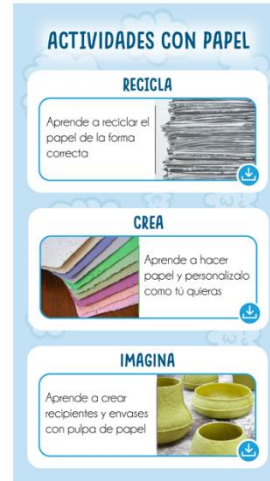 ACTIVIDADES CON PAPEL
RECICLA
Aprende a reciclar el
papel de la forma
correcta
CREA
Aprende a hacer
papel y personalízalo
como tú quieras
IMAGINA
Aprende a crear
recipientes y envases
con pulpa de papel